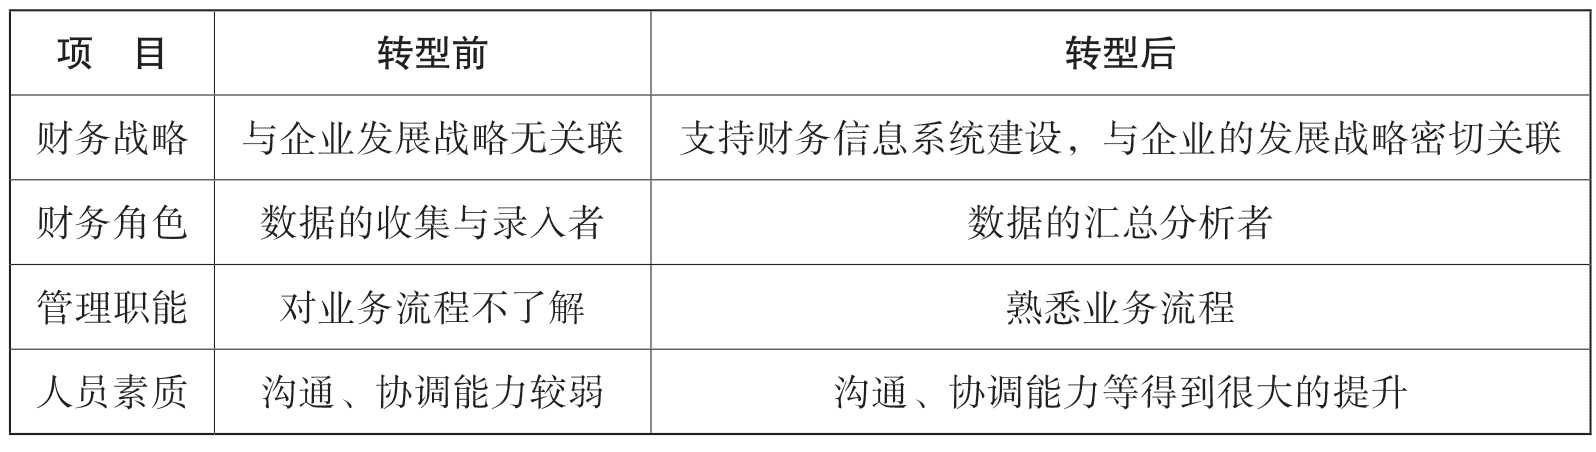 项 目 转型前 转型后
财务战略 与企业发展战略无关联 支持财务信息系统建设，与企业的发展战略密切关联
财务角色 数据的收集与录入者 数据的汇总分析者
管理职能 对业务流程不了解 熟悉业务流程
人员素质 沟通、协调能力较弱 沟通、协调能力等得到很大的提升